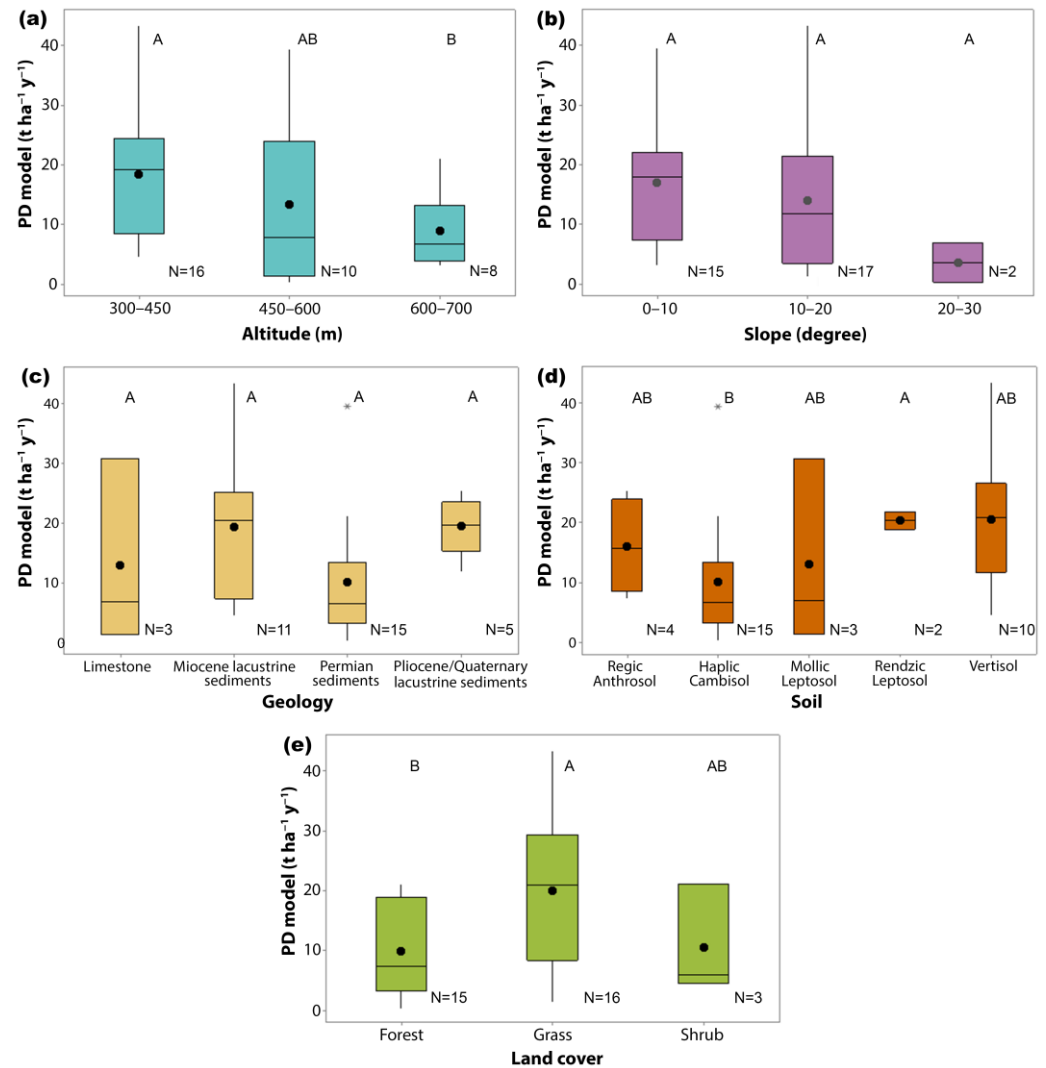 (a)
PD model (t ha⁻¹ y⁻¹)
40
30
20
10
0
A
AB
B
N=16
N=10
N=8
300–450
450–600
600–700
Altitude (m)
(b)
PD model (t ha⁻¹ y⁻¹)
40
30
20
10
0
A
A
A
N=15
N=17
N=2
0–10
10–20
20–30
Slope (degree)
(c)
PD model (t ha⁻¹ y⁻¹)
40
30
20
10
0
A
A
* A
A
N=3
N=11
N=15
N=5
Limestone
Miocene lacustrine
sediments
Permian
sediments
Pliocene/Quaternary
lacustrine sediments
Geology
(d)
PD model (t ha⁻¹ y⁻¹)
40
30
20
10
0
AB
* B
AB
A
AB
N=4
N=15
N=3
N=2
N=10
Regic
Anthrosol
Haplic
Cambisol
Mollic
Leptosol
Rendzic
Leptosol
Vertisol
Soil
(e)
PD model (t ha⁻¹ y⁻¹)
40
30
20
10
0
B
A
AB
N=15
N=16
N=3
Forest
Grass
Shrub
Land cover